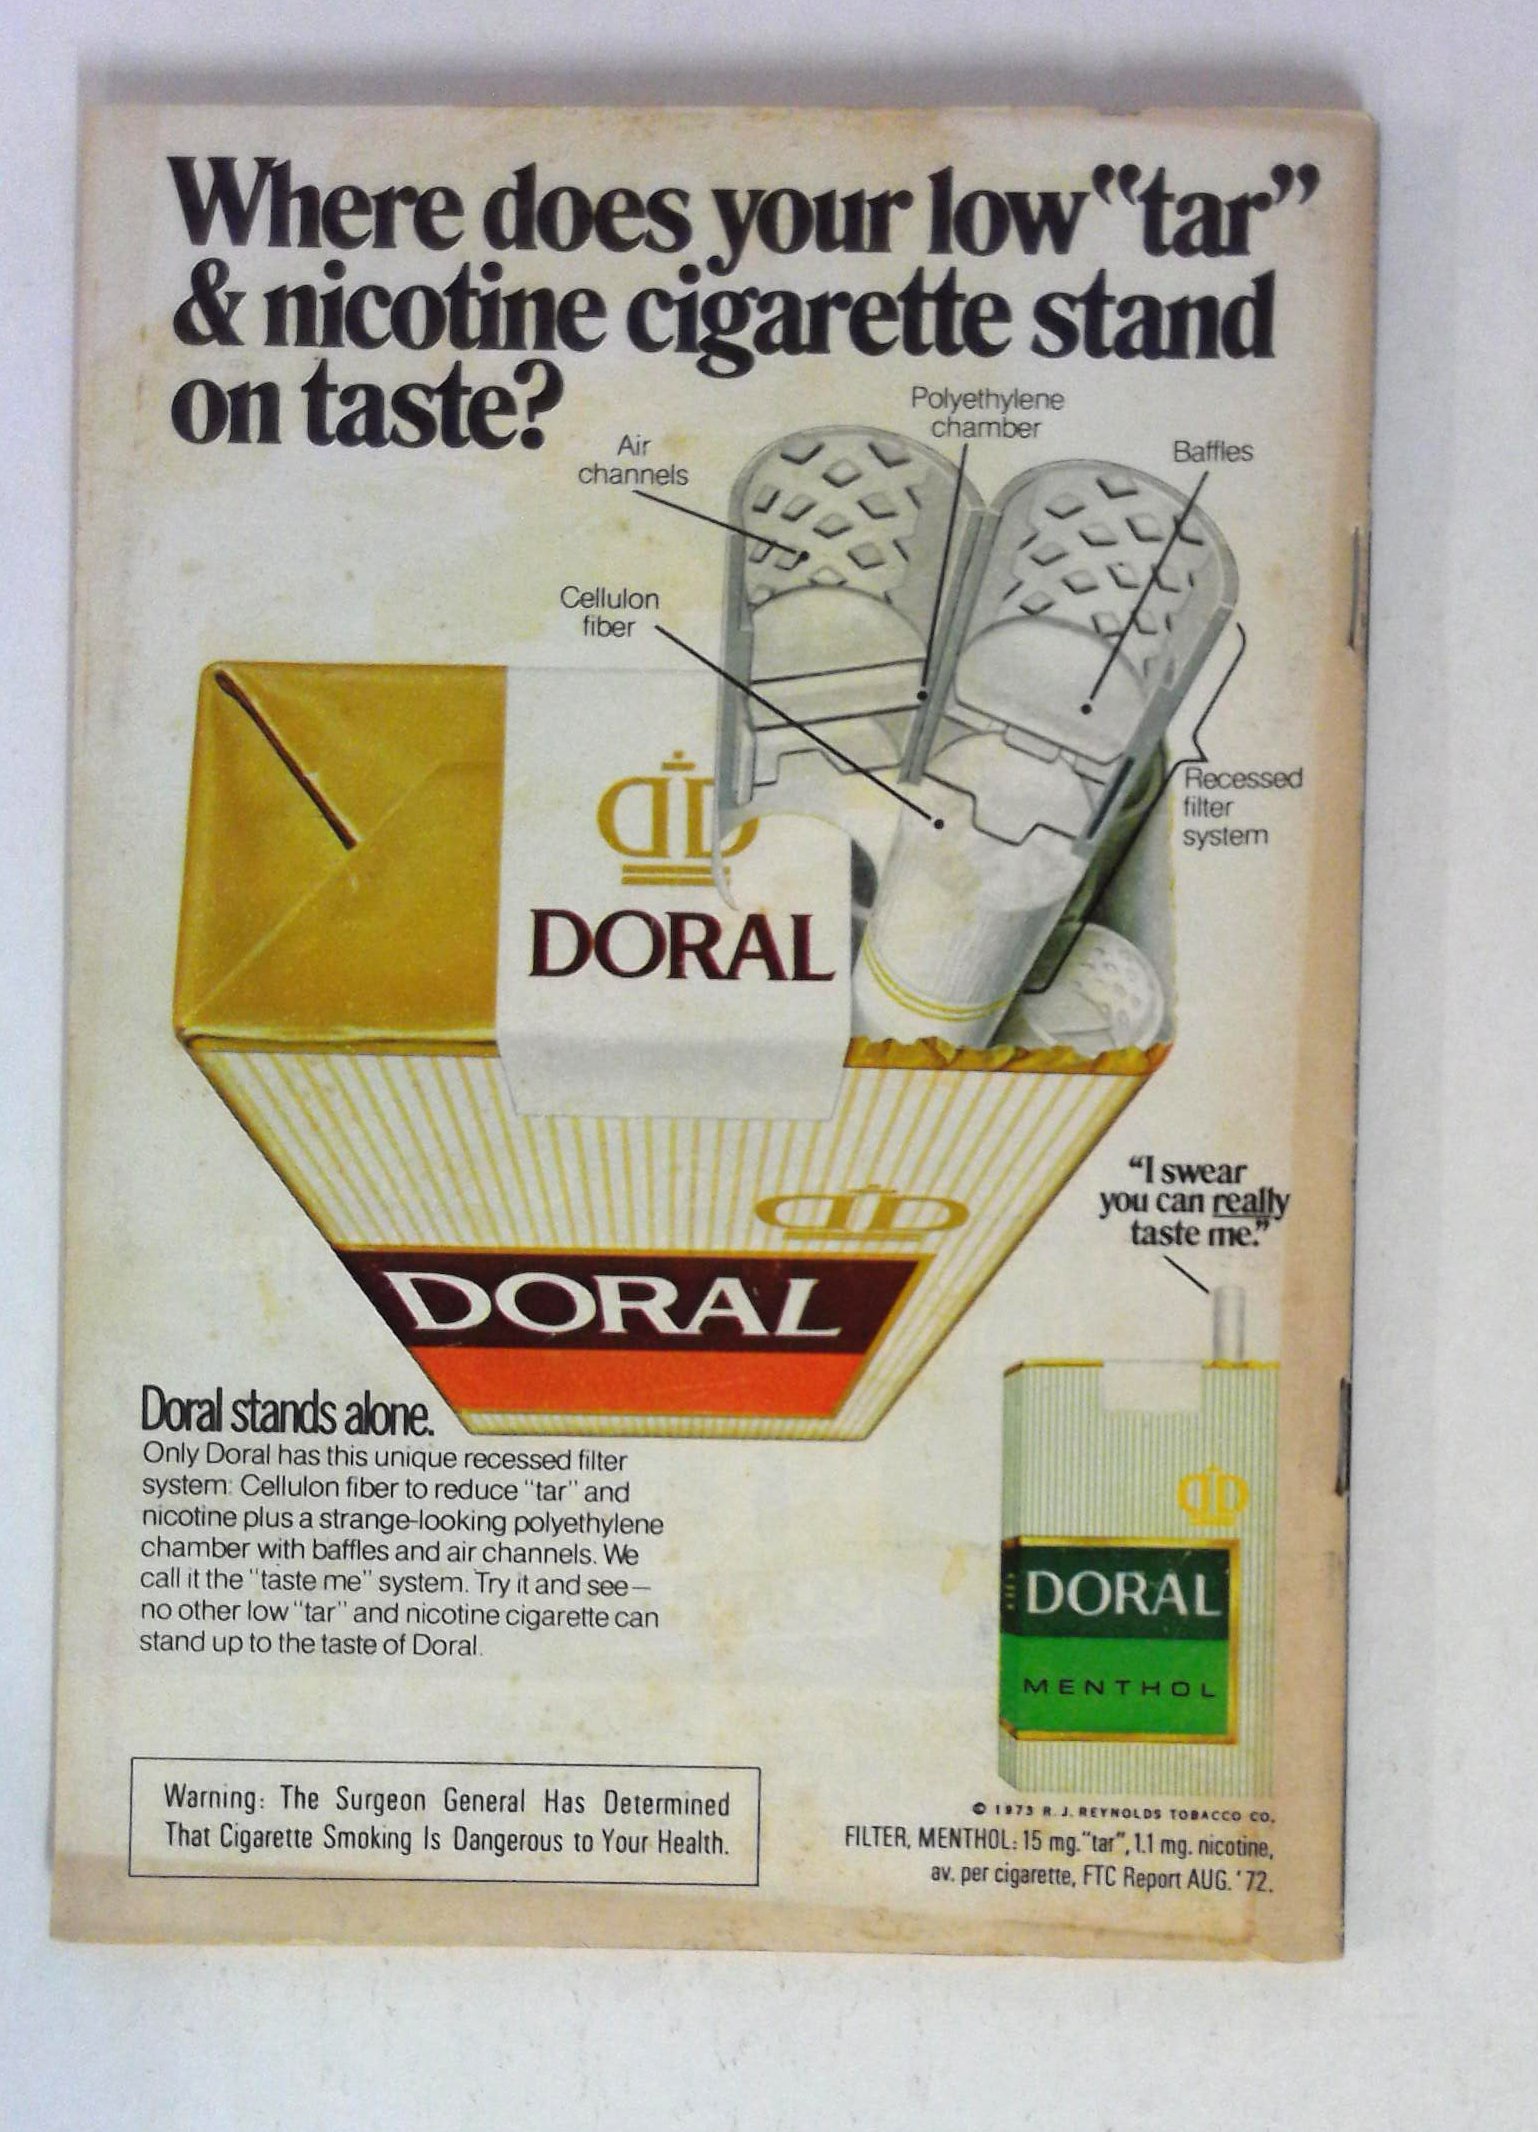 Where does your low "tar"
& nicotine cigarette stand
on taste?
Air
channels
Polyethylene
chamber
Baffles
Cellulon
fiber
Recessed
filter
system
DORAL
DORAL
"I swear
you can really
taste me."
Doral stands alone.
Only Doral has this unique recessed filter
system: Cellulon fiber to reduce "tar" and
nicotine plus a strange-looking polyethylene
chamber with baffles and air channels. We
call it the "taste me" system. Try it and see—
no other low "tar" and nicotine cigarette can
stand up to the taste of Doral.
DORAL
MENTHOL
Warning: The Surgeon General Has Determined
That Cigarette Smoking Is Dangerous to Your Health.
© 1973 R. J. REYNOLDS TOBACCO CO.
FILTER, MENTHOL: 15 mg. "tar", 1.1 mg. nicotine,
av. per cigarette, FTC Report AUG. '72.